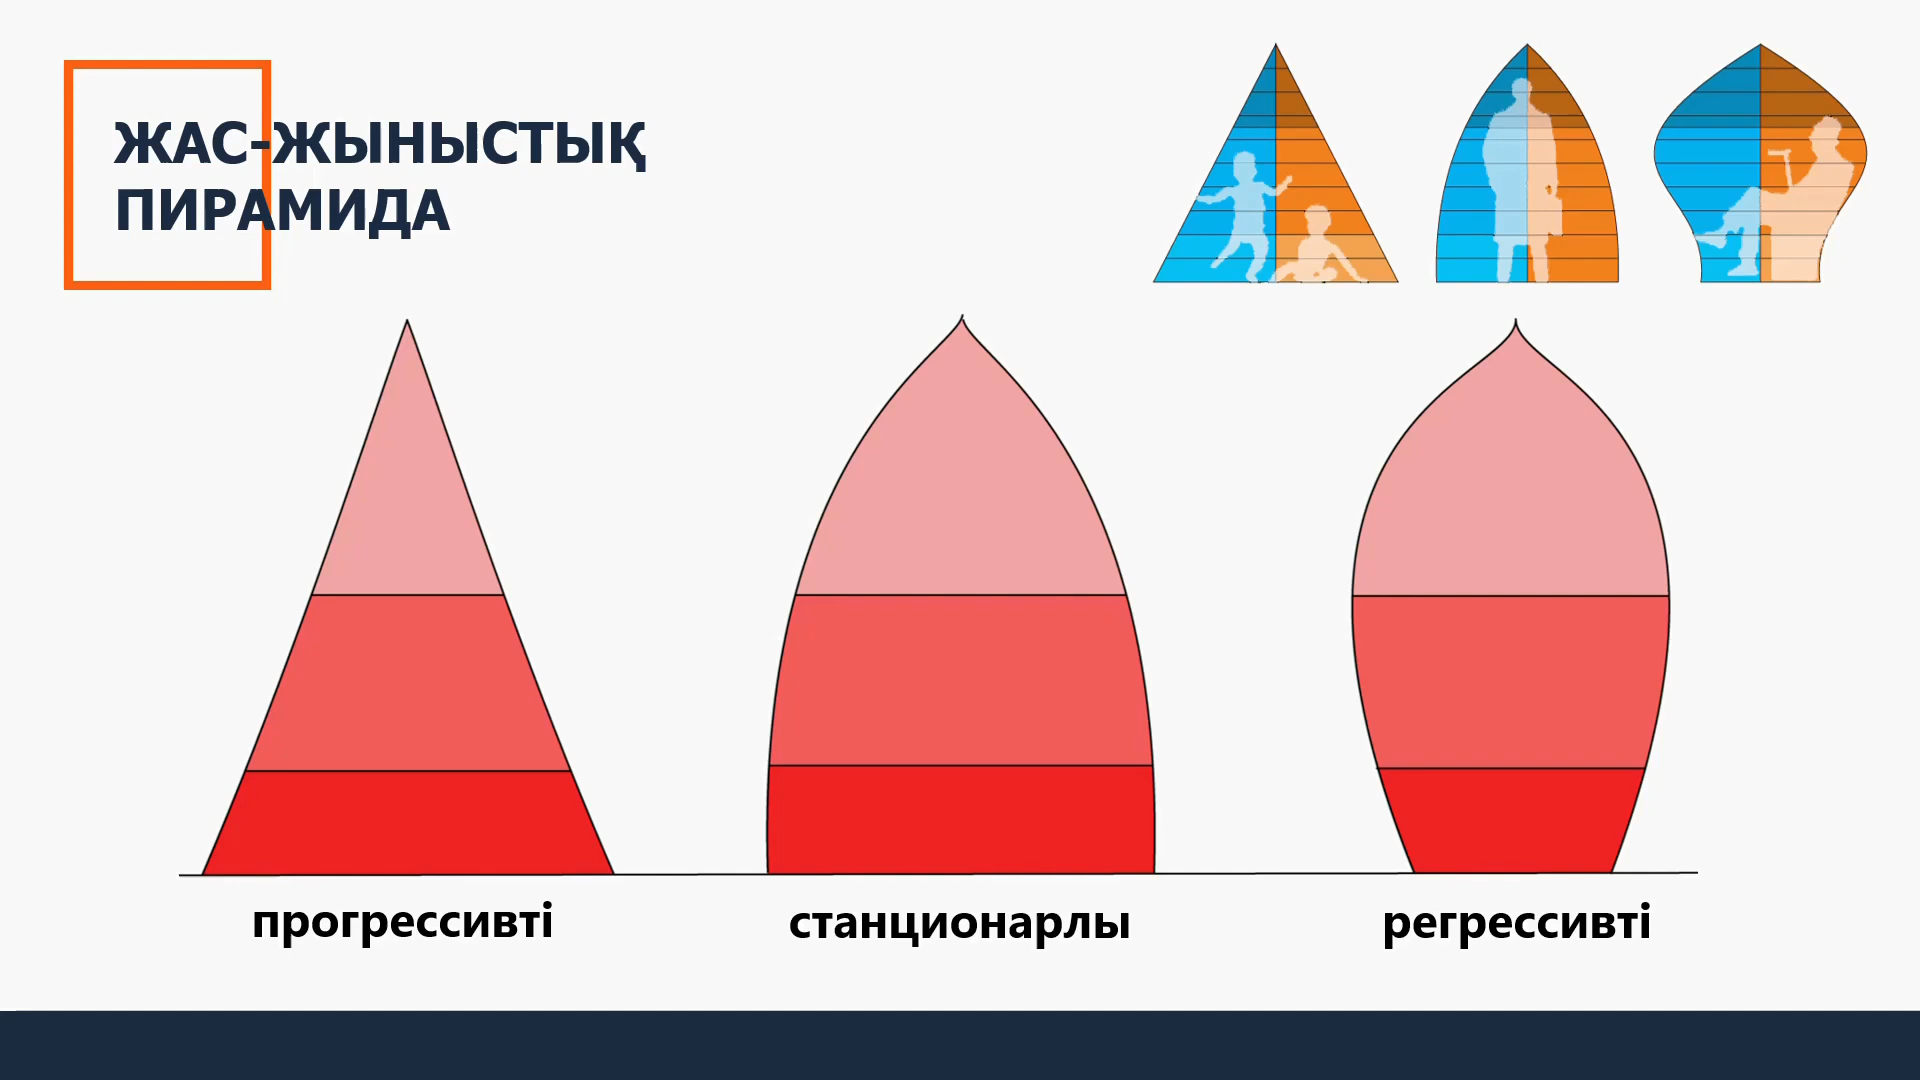 ЖАС-ЖЫНЫСТЫҚ
ПИРАМИДА
прогрессивті
станционарлы
регрессивті